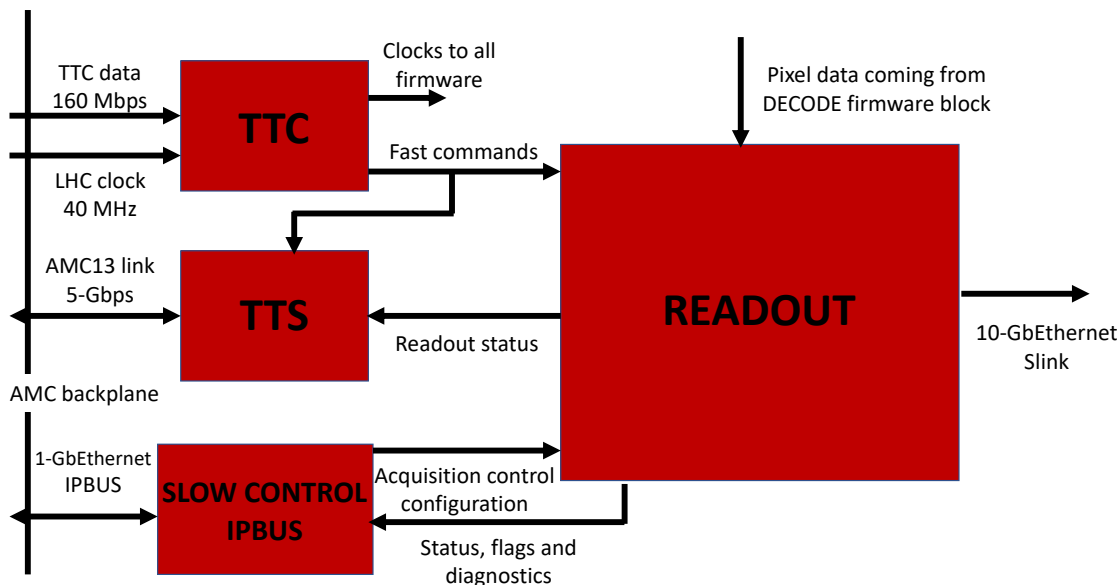 TTC data
160 Mbps
LHC clock
40 MHz
TTC
Clocks to all
firmware
Fast commands
Pixel data coming from
DECODE firmware block
AMC13 link
5-Gbps
TTS
Readout status
READOUT
10-GbEthernet
Slink
AMC backplane
1-GbEthernet
IPBUS
SLOW CONTROL
IPBUS
Acquisition control
configuration
Status, flags and
diagnostics